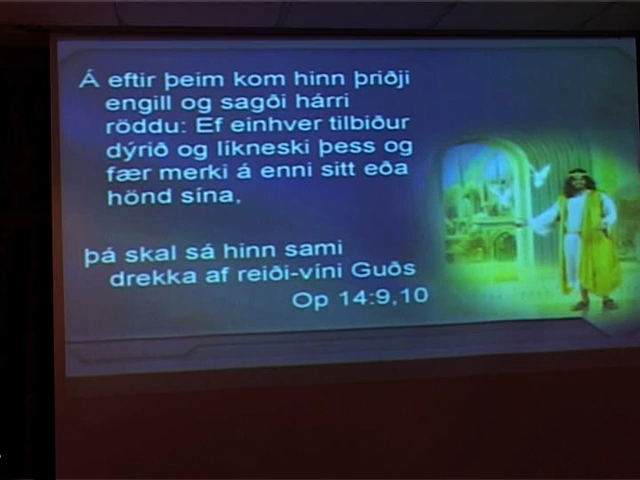 Á eftir þeim kom hinn þriðji
engill og sagði hárri
röddu: Ef einhver tilbiður
dýrið og líkneski þess og
fær merki á enni sitt eða
hönd sína,
þá skal sá hinn sami
drekka af reiði-víni Guðs
Op 14:9,10